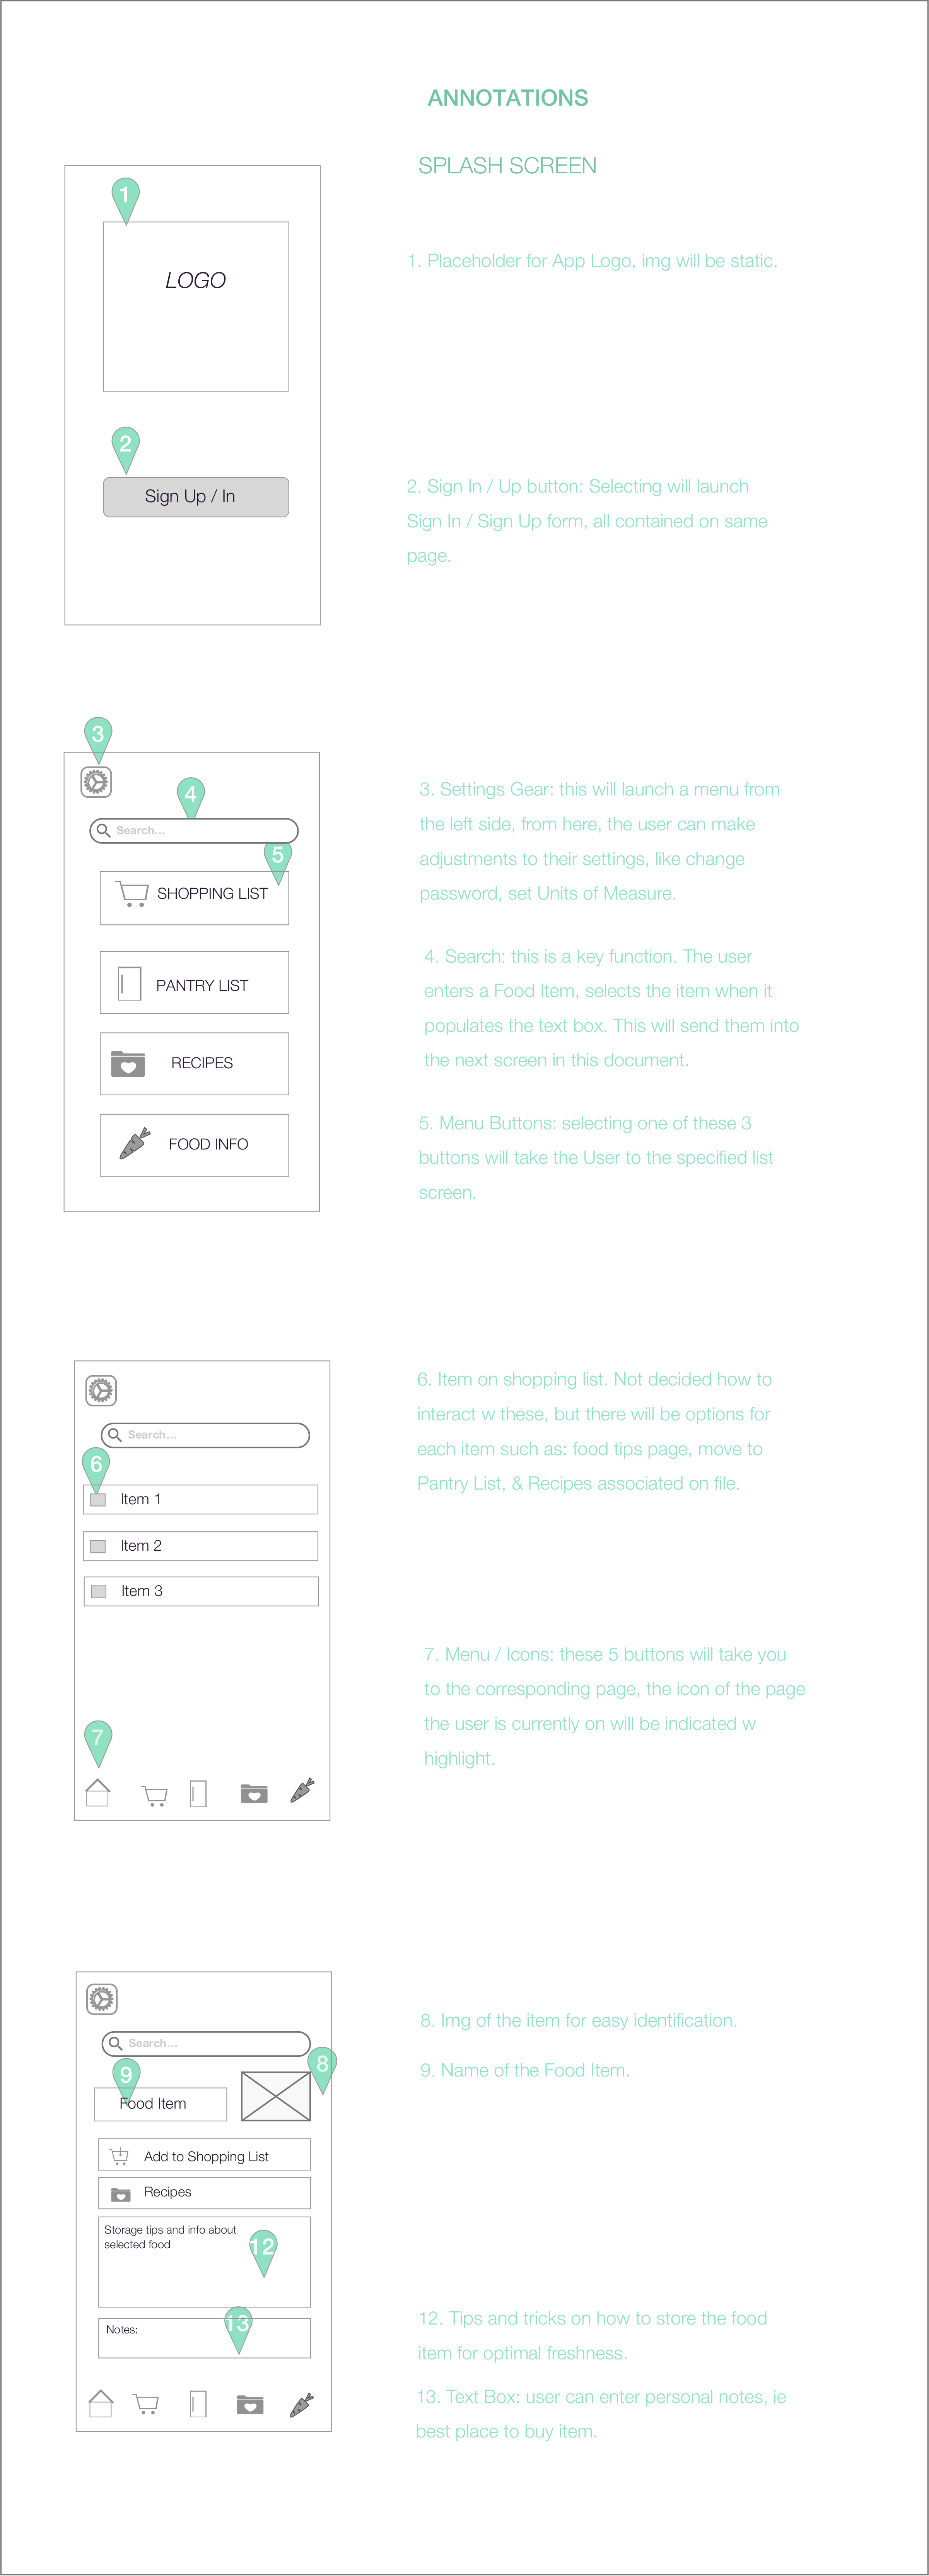 ANNOTATIONS
SPLASH SCREEN
1
LOGO
1. Placeholder for App Logo, img will be static.
2
Sign Up / In
2. Sign In / Up button: Selecting will launch
Sign In / Sign Up form, all contained on same
page.
3
4
Search...
5
SHOPPING LIST
PANTRY LIST
RECIPES
FOOD INFO
3. Settings Gear: this will launch a menu from
the left side, from here, the user can make
adjustments to their settings, like change
password, set Units of Measure.
4. Search: this is a key function. The user
enters a Food Item, selects the item when it
populates the text box. This will send them into
the next screen in this document.
5. Menu Buttons: selecting one of these 3
buttons will take the User to the specified list
screen.
Search...
6
Item 1
Item 2
Item 3
7
6. Item on shopping list. Not decided how to
interact w these, but there will be options for
each item such as: food tips page, move to
Pantry List, & Recipes associated on file.
7. Menu / Icons: these 5 buttons will take you
to the corresponding page, the icon of the page
the user is currently on will be indicated w
highlight.
Search...
8
9
Food Item
Add to Shopping List
Recipes
Storage tips and info about
selected food
12
13
Notes:
8. Img of the item for easy identification.
9. Name of the Food Item.
12. Tips and tricks on how to store the food
item for optimal freshness.
13. Text Box: user can enter personal notes, ie
best place to buy item.